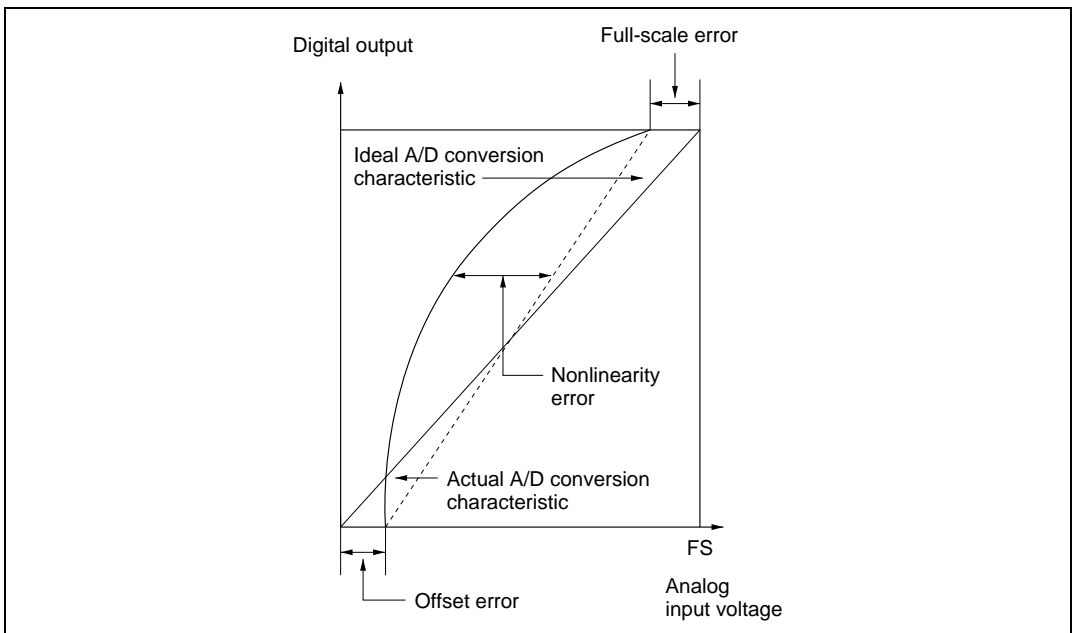 Full-scale error
Digital output
Ideal A/D conversion
characteristic
Nonlinearity
error
Actual A/D conversion
characteristic
FS
Analog
input voltage
Offset error